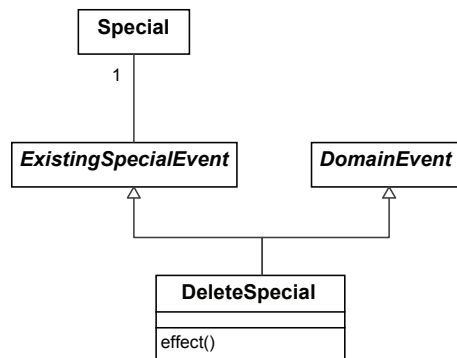 Special
1
ExistingSpecialEvent
DomainEvent
DeleteSpecial
effect()